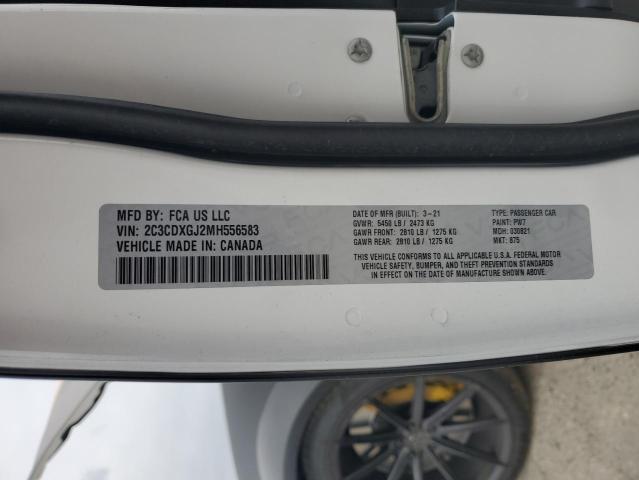 MFD BY: FCA US LLC
VIN: 2C3CDXGJ2MH556583
VEHICLE MADE IN: CANADA
DATE OF MFR (BUILT): 3-21
GVWR: 5450 LB / 2473 KG
GAWR FRONT: 2810 LB / 1275 KG
GAWR REAR: 2810 LB / 1275 KG
TYPE: PASSENGER CAR
PAINT: PW7
MDH: 030821
MKT: 875
THIS VEHICLE CONFORMS TO ALL APPLICABLE U.S.A. FEDERAL MOTOR
VEHICLE SAFETY, BUMPER, AND THEFT PREVENTION STANDARDS
IN EFFECT ON THE DATE OF MANUFACTURE SHOWN ABOVE.